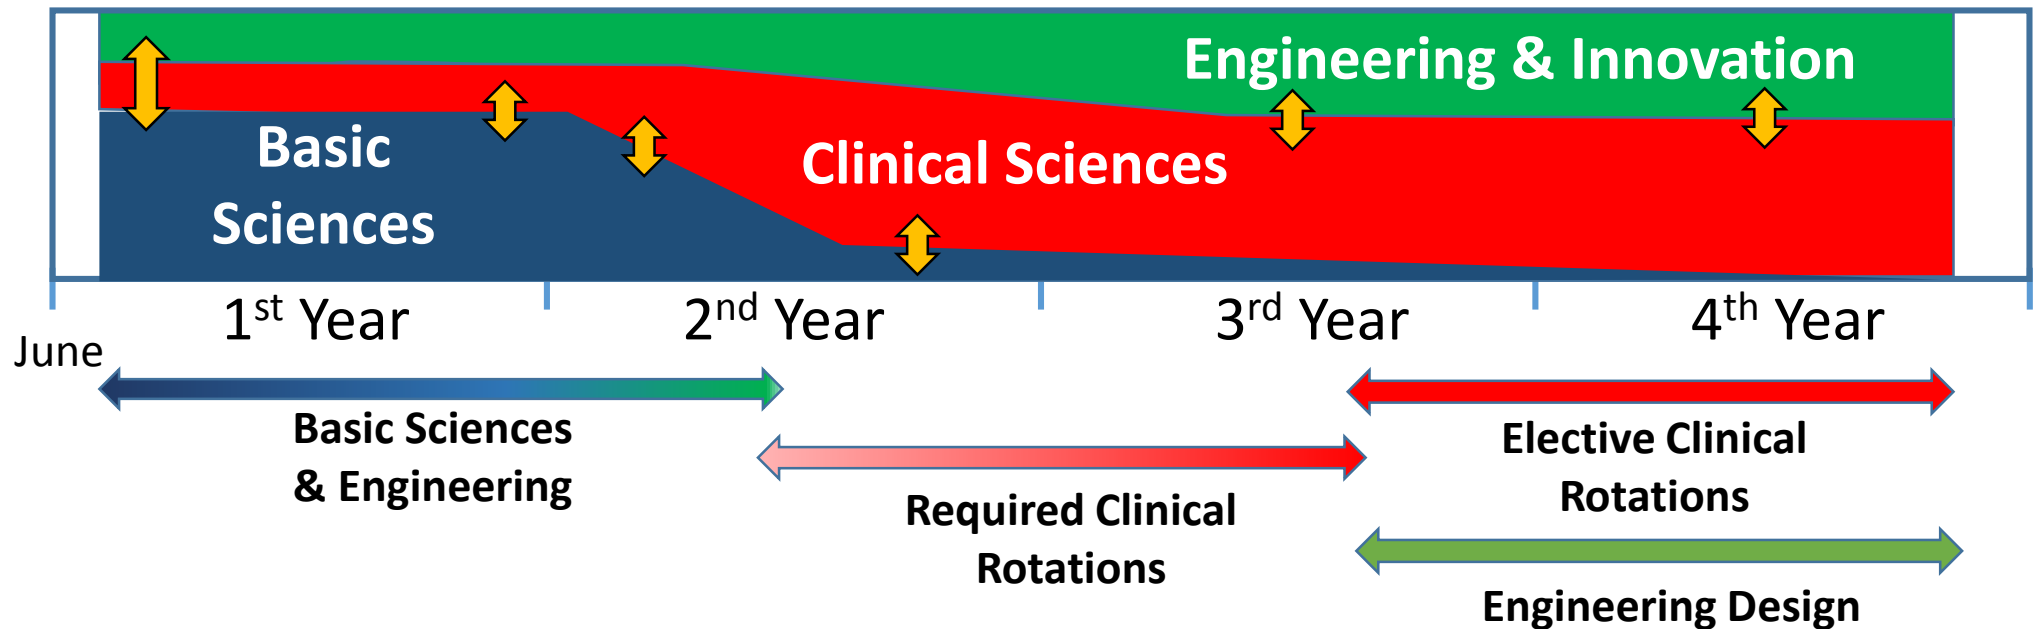 Engineering & Innovation
Basic
Sciences
Clinical Sciences
1st Year
2nd Year
3rd Year
4th Year
June
Basic Sciences
& Engineering
Required Clinical
Rotations
Elective Clinical
Rotations
Engineering Design